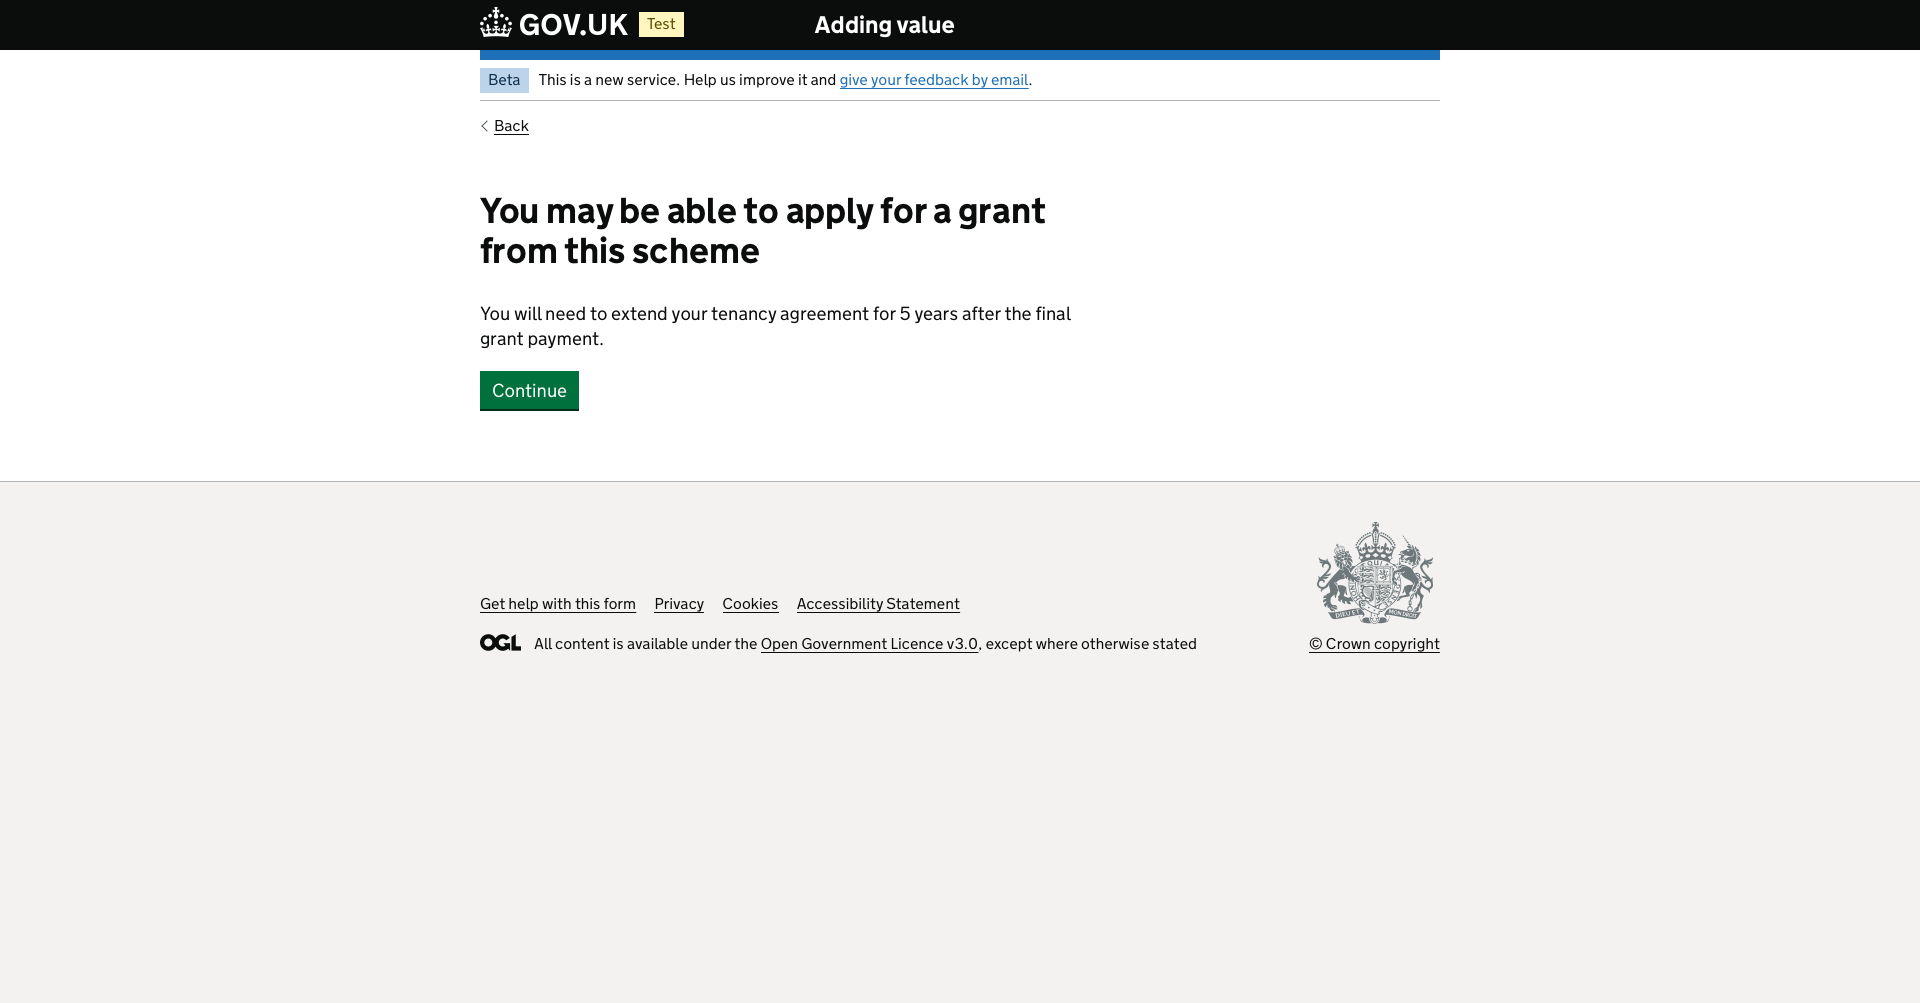 GOV.UK Test Adding value
Beta This is a new service. Help us improve it and give your feedback by email.
Back
You may be able to apply for a grant
from this scheme
You will need to extend your tenancy agreement for 5 years after the final
grant payment.
Continue
Get help with this form Privacy Cookies Accessibility Statement
OGL All content is available under the Open Government Licence v3.0, except where otherwise stated
© Crown copyright